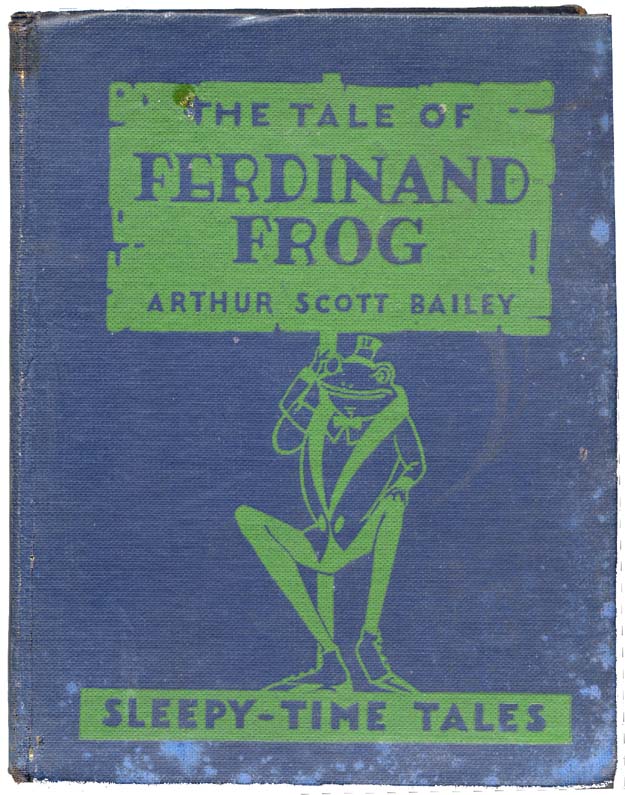 THE TALE OF
FERDINAND
FROG
ARTHUR SCOTT BAILEY
SLEEPY-TIME TALES